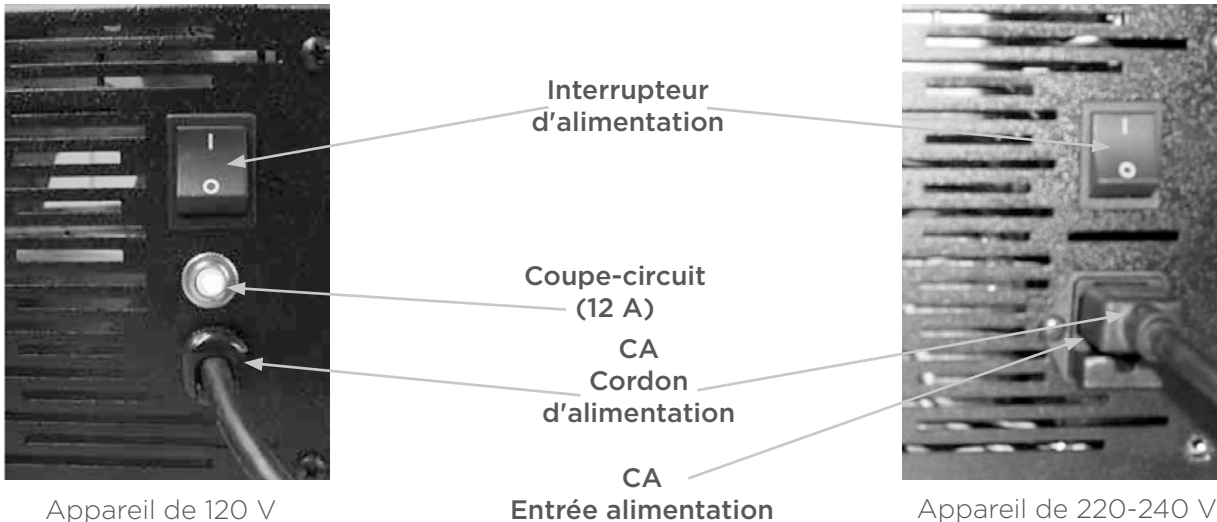 Interrupteur
d'alimentation
Coupe-circuit
(12 A)
CA
Cordon
d'alimentation
CA
Entrée alimentation
Appareil de 120 V
Appareil de 220-240 V